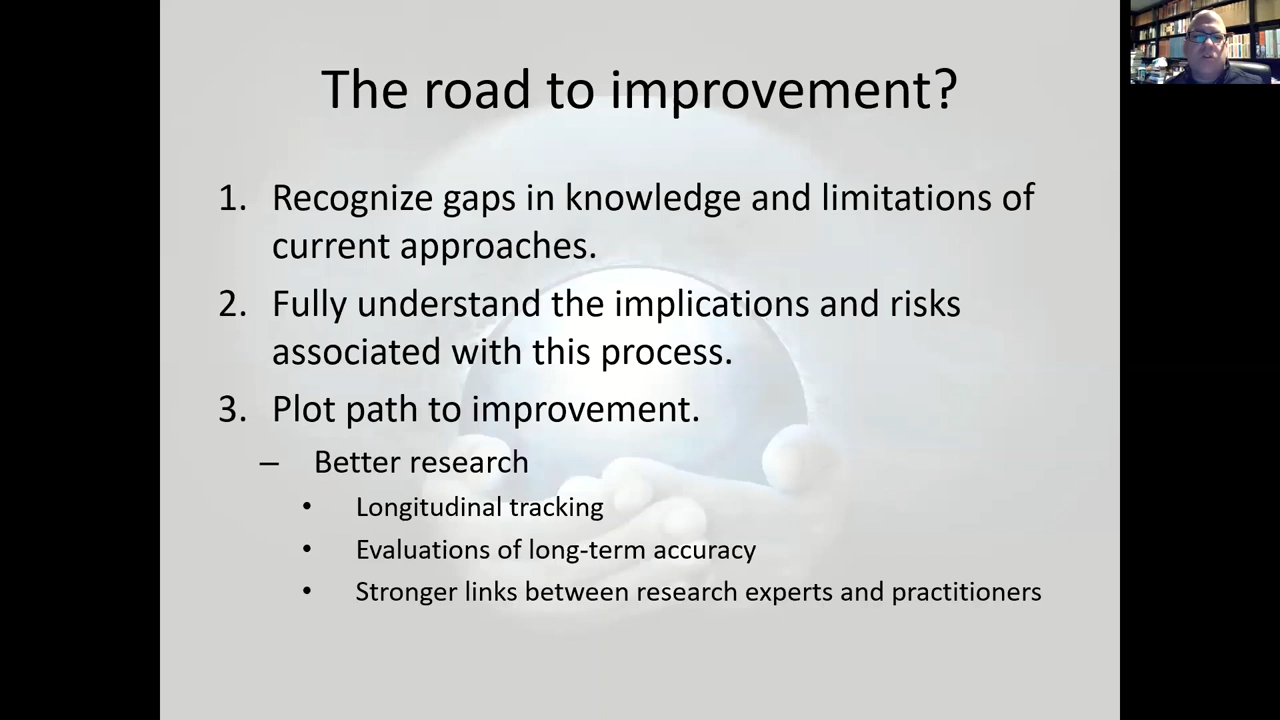 The road to improvement?
1. Recognize gaps in knowledge and limitations of
current approaches.
2. Fully understand the implications and risks
associated with this process.
3. Plot path to improvement.
– Better research
• Longitudinal tracking
• Evaluations of long-term accuracy
• Stronger links between research experts and practitioners